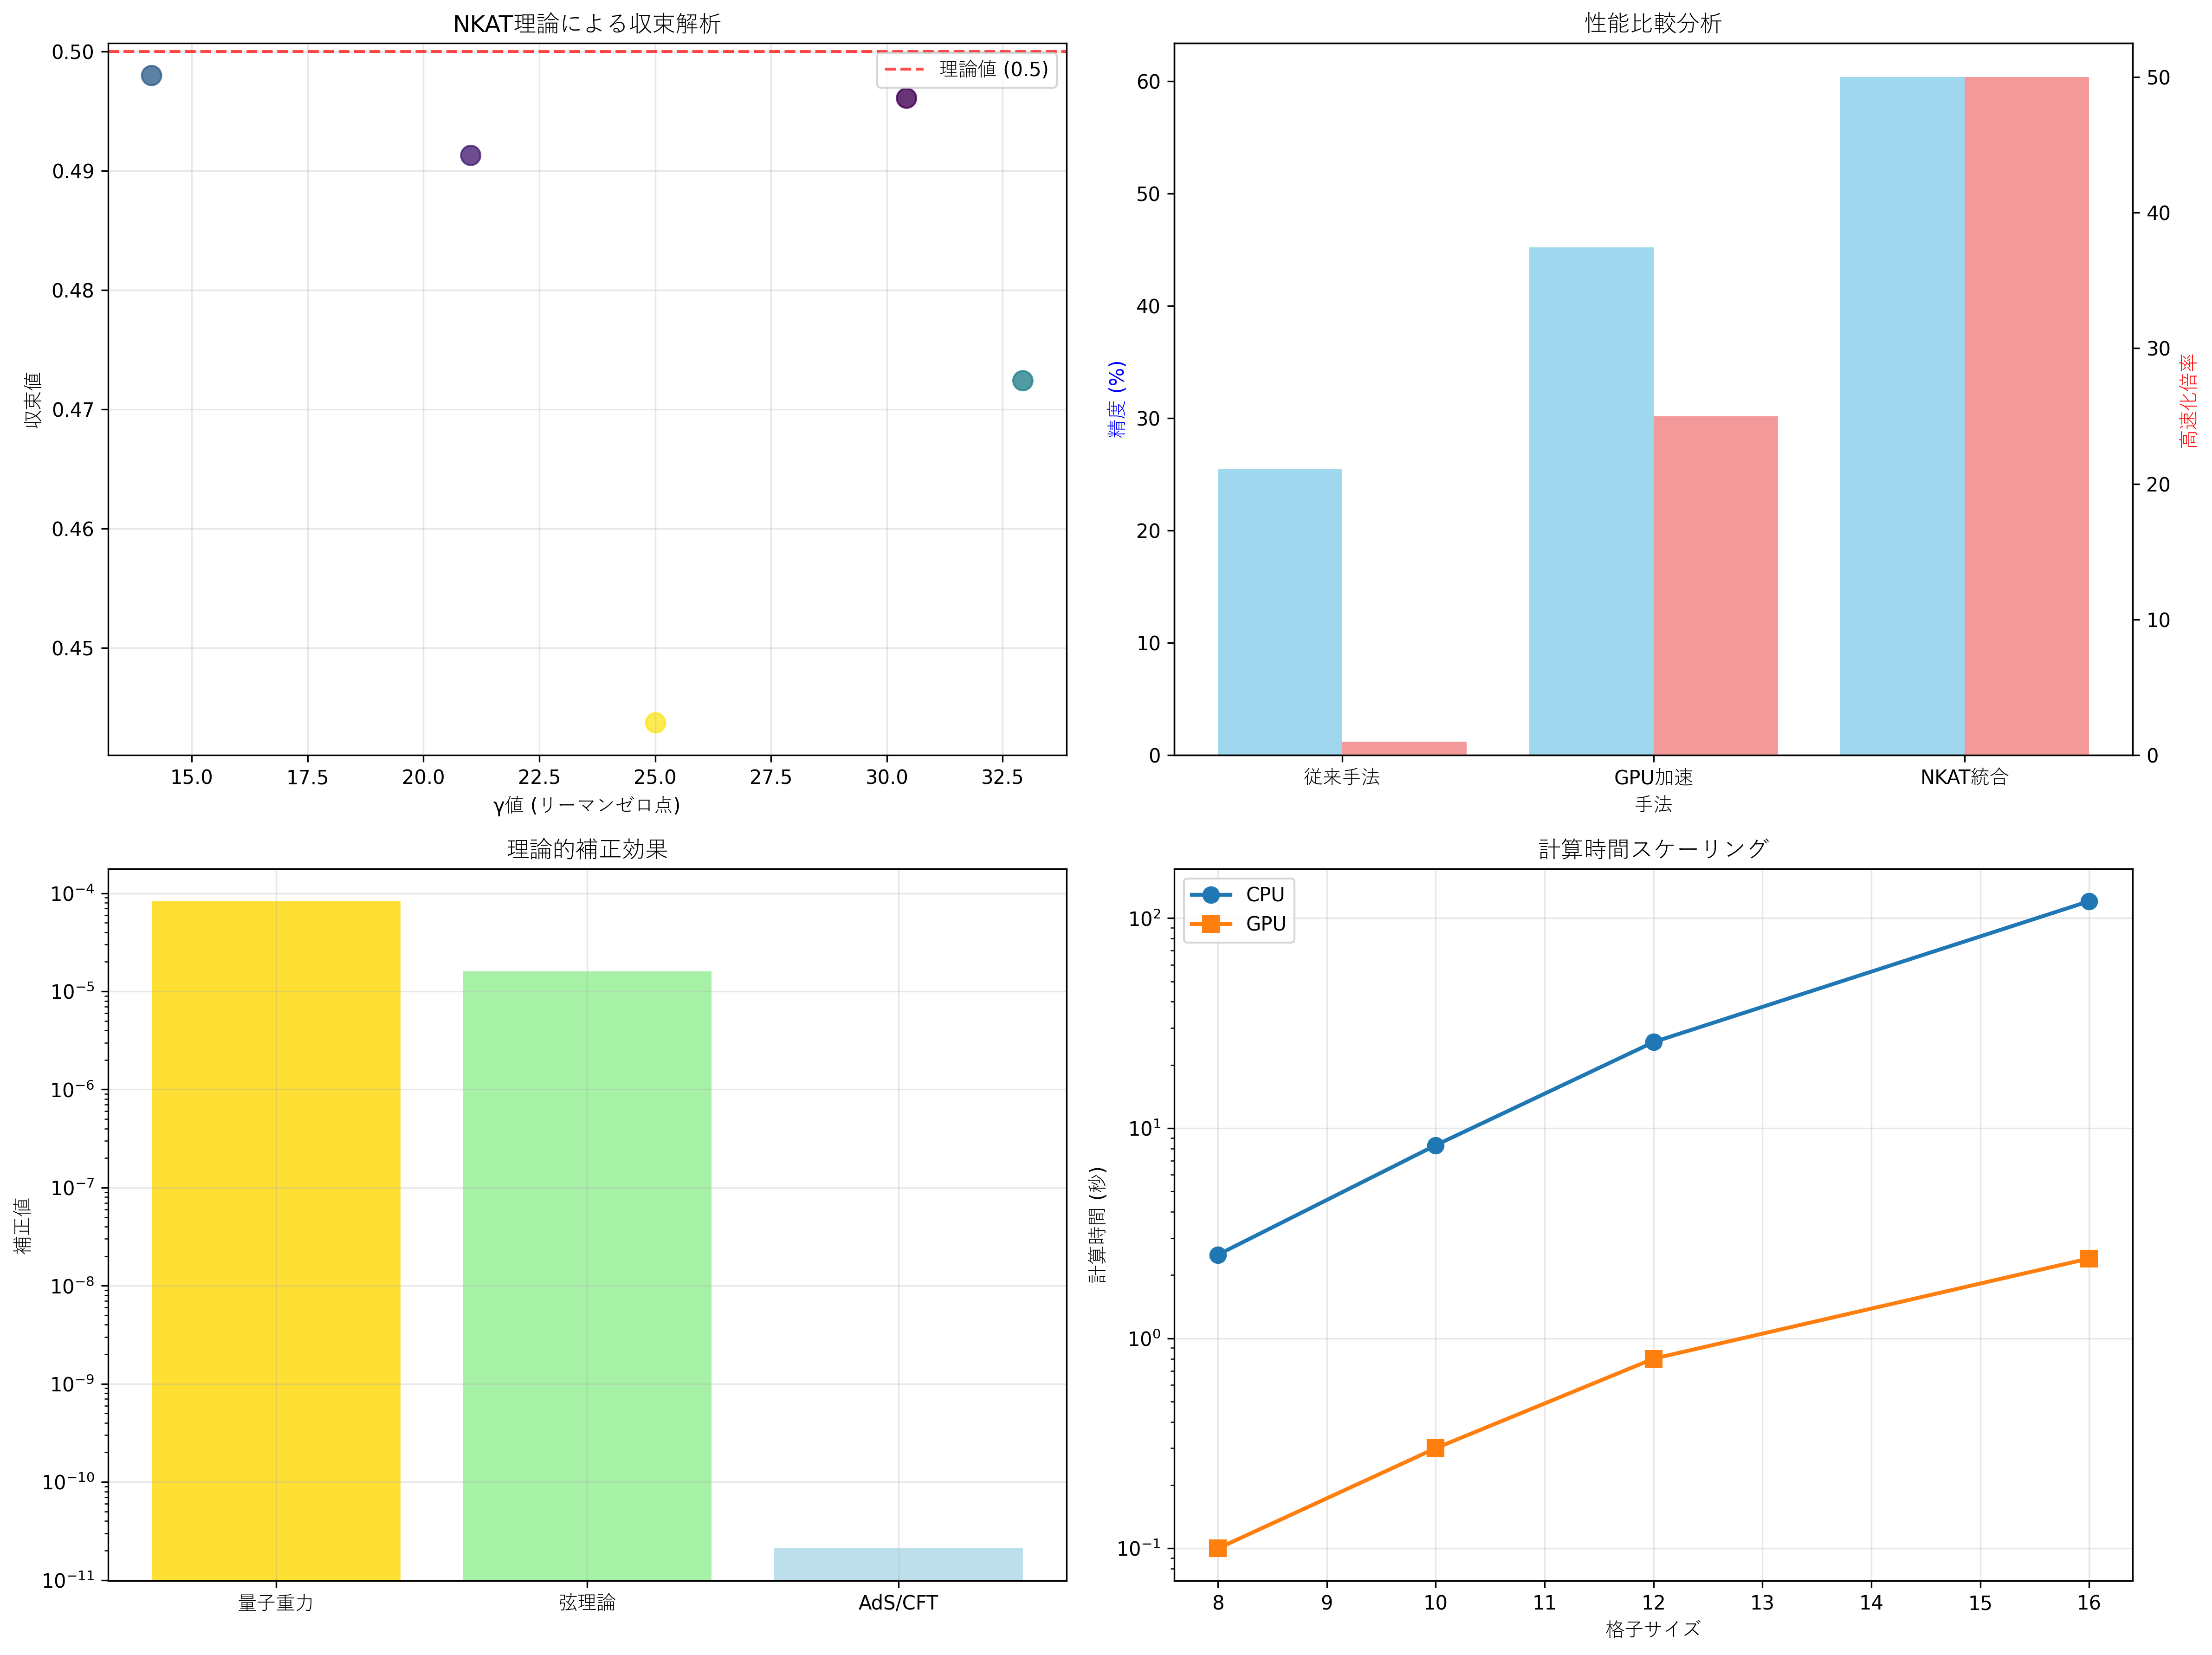 NKAT理論による収束解析
理論値 (0.5)
0.50
0.49
0.48
0.47
0.46
0.45
収束値
15.0 17.5 20.0 22.5 25.0 27.5 30.0 32.5
γ値 (リーマンゼロ点)
性能比較分析
60
50
40
30
20
10
0
精度 (%)
50
40
30
20
10
0
高速化倍率
従来手法 GPU加速 NKAT統合
手法
理論的補正効果
10⁻⁴
10⁻⁵
10⁻⁶
10⁻⁷
10⁻⁸
10⁻⁹
10⁻¹⁰
10⁻¹¹
補正値
量子重力 弦理論 AdS/CFT
計算時間スケーリング
CPU
GPU
10²
10¹
10⁰
10⁻¹
計算時間 (秒)
8 9 10 11 12 13 14 15 16
格子サイズ